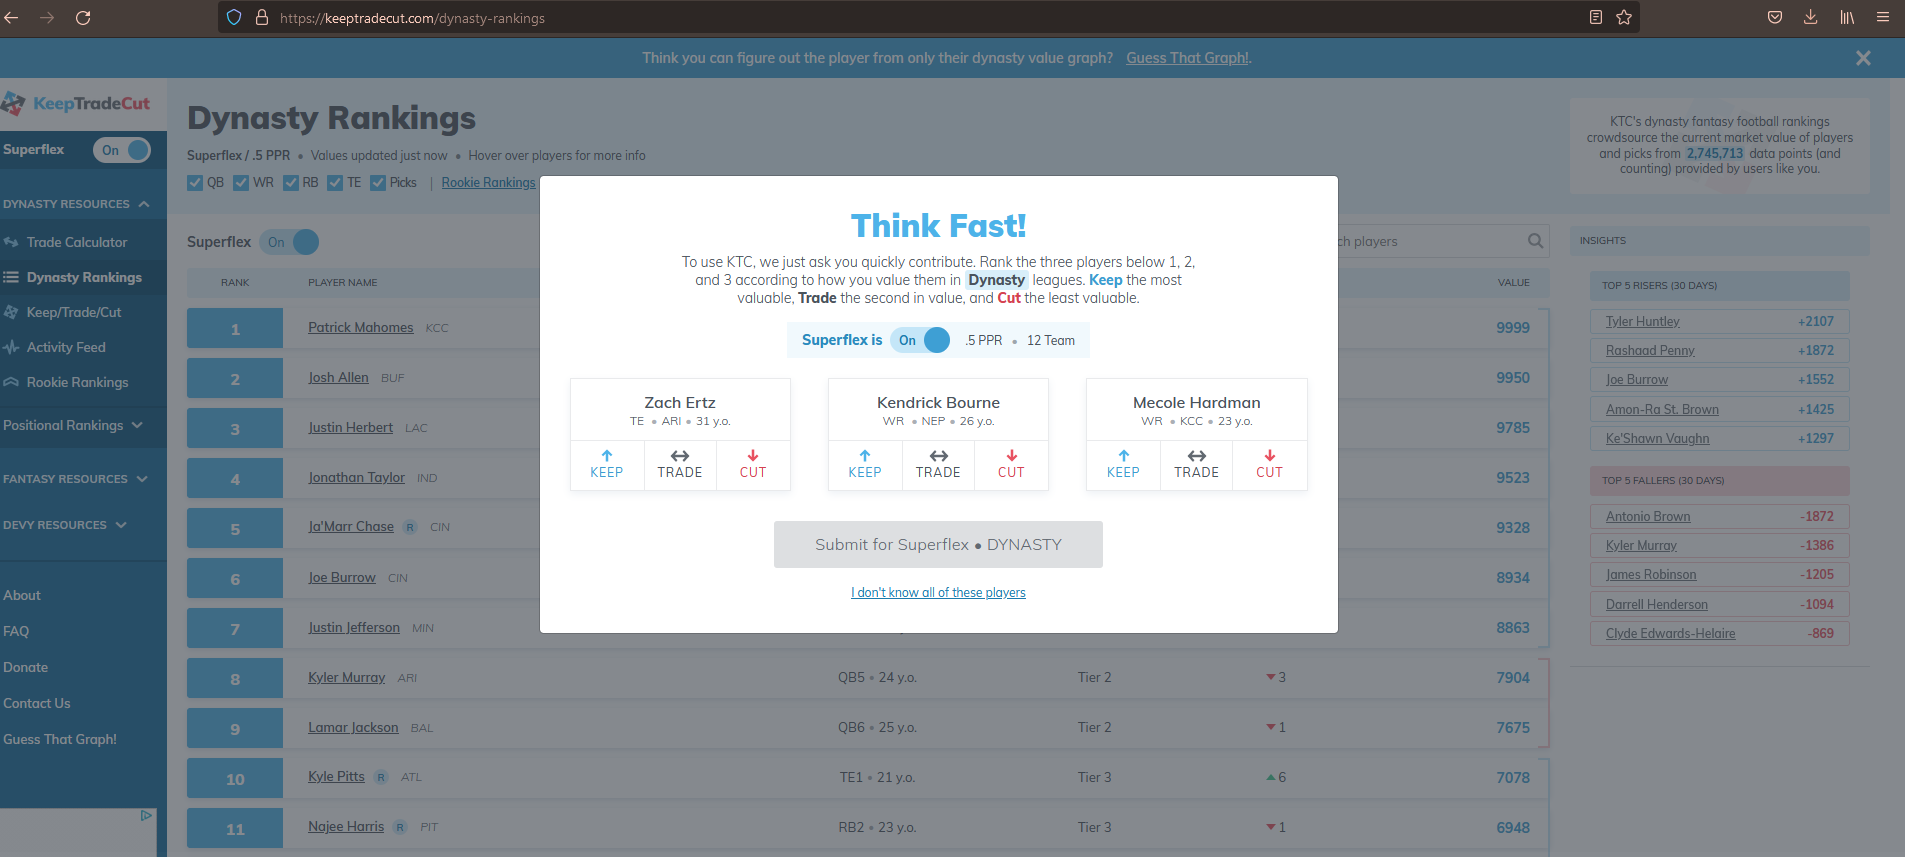 https://keeptradecut.com/dynasty-rankings
Think you can figure out the player from only their dynasty value graph? Guess That Graph!.
KeepTradeCut
Superflex On
DYNASTY RESOURCES
Trade Calculator
Dynasty Rankings
Keep/Trade/Cut
Activity Feed
Rookie Rankings
Positional Rankings
FANTASY RESOURCES
DEVY RESOURCES
About
FAQ
Donate
Contact Us
Guess That Graph!
Dynasty Rankings
Superflex / .5 PPR • Values updated just now • Hover over players for more info
QB WR RB TE Picks | Rookie Rankings
Superflex On
players
RANK PLAYER NAME VALUE
1 Patrick Mahomes KCC 9999
2 Josh Allen BUF 9950
3 Justin Herbert LAC 9785
4 Jonathan Taylor IND 9523
5 Ja'Marr Chase R CIN 9328
6 Joe Burrow CIN 8934
7 Justin Jefferson MIN 8863
8 Kyler Murray ARI QB5 • 24 y.o. Tier 2 3 7904
9 Lamar Jackson BAL QB6 • 25 y.o. Tier 2 1 7675
10 Kyle Pitts R ATL TE1 • 21 y.o. Tier 3 6 7078
11 Najee Harris R PIT RB2 • 23 y.o. Tier 3 1 6948
Think Fast!
To use KTC, we just ask you quickly contribute. Rank the three players below 1, 2,
and 3 according to how you value them in Dynasty leagues. Keep the most
valuable, Trade the second in value, and Cut the least valuable.
Superflex is On .5 PPR • 12 Team
Zach Ertz
TE • ARI • 31 y.o.
KEEP TRADE CUT
Kendrick Bourne
WR • NEP • 26 y.o.
KEEP TRADE CUT
Mecole Hardman
WR • KCC • 23 y.o.
KEEP TRADE CUT
Submit for Superflex • DYNASTY
I don't know all of these players
KTC's dynasty fantasy football rankings
crowdsource the current market value of players
and picks from 2,745,713 data points (and
counting) provided by users like you.
INSIGHTS
TOP 5 RISERS (30 DAYS)
Tyler Huntley +2107
Rashaad Penny +1872
Joe Burrow +1552
Amon-Ra St. Brown +1425
Ke'Shawn Vaughn +1297
TOP 5 FALLERS (30 DAYS)
Antonio Brown -1872
Kyler Murray -1386
James Robinson -1205
Darrell Henderson -1094
Clyde Edwards-Helaire -869